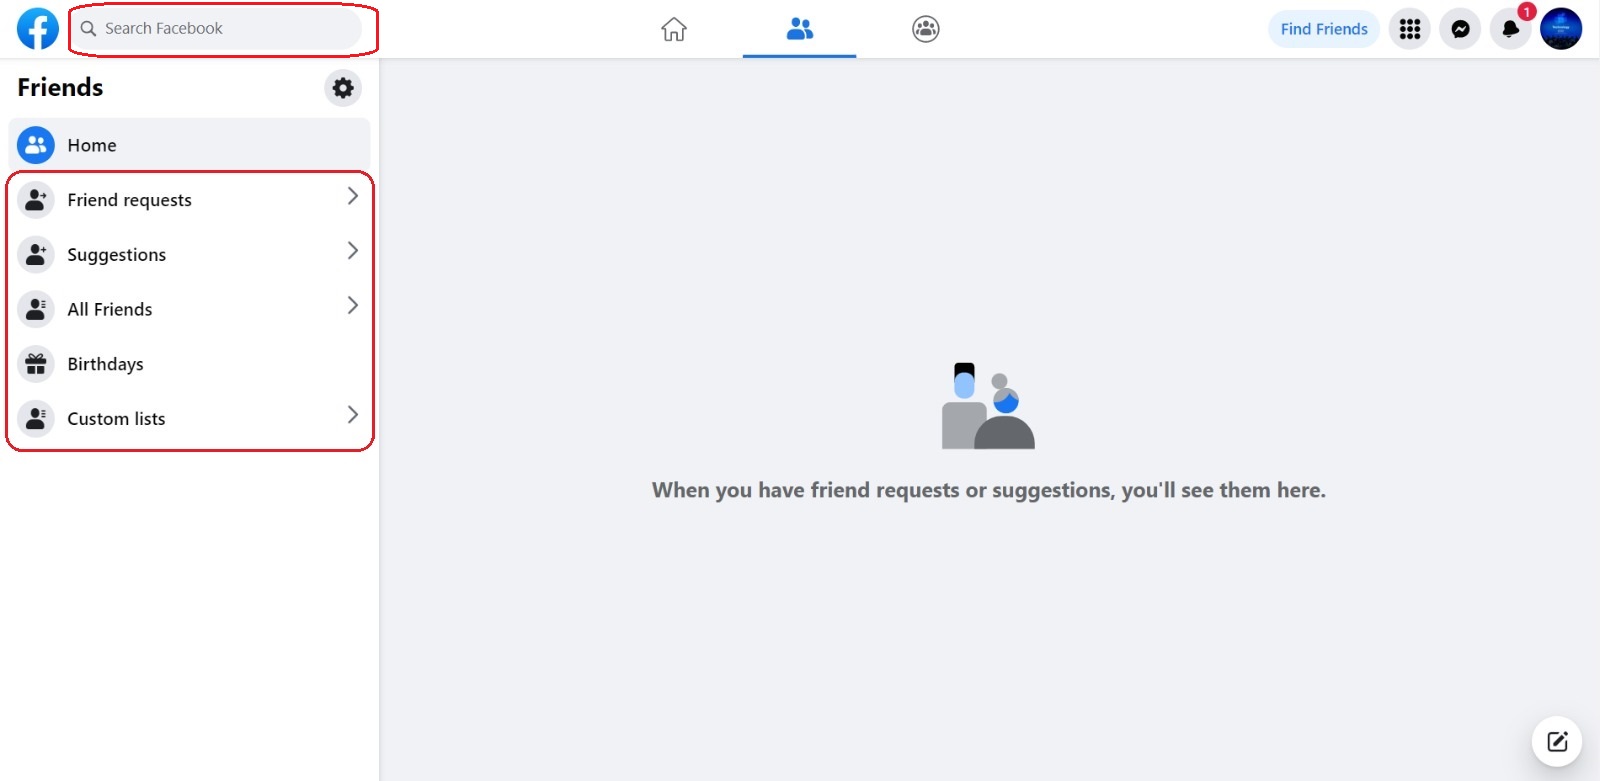 Search Facebook
Find Friends
1
Friends
Home
Friend requests
Suggestions
All Friends
Birthdays
Custom lists
When you have friend requests or suggestions, you'll see them here.